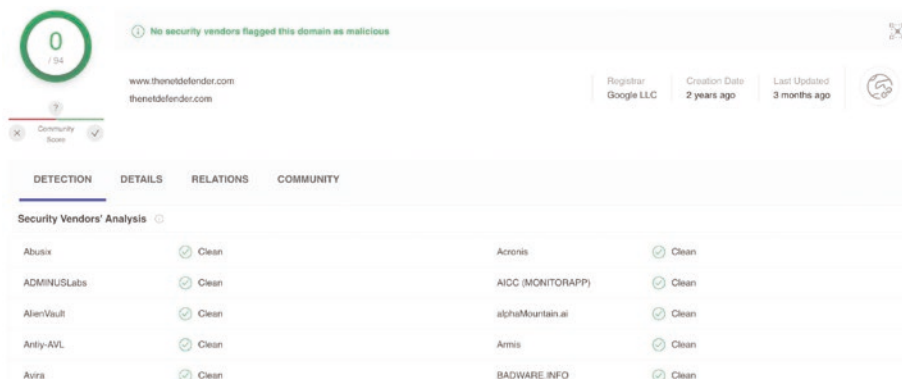 0
/ 94
No security vendors flagged this domain as malicious
www.thenetdefender.com
thenetdefender.com
Registrar
Google LLC
Creation Date
2 years ago
Last Updated
3 months ago
?
Community
Score
DETECTION DETAILS RELATIONS COMMUNITY
Security Vendors' Analysis
Abusix Clean Acronis Clean
ADMINUSLabs Clean AICC (MONITORAPP) Clean
AlienVault Clean alphaMountain.ai Clean
Antiy-AVL Clean Armis Clean
Avira Clean BADWARE.INFO Clean